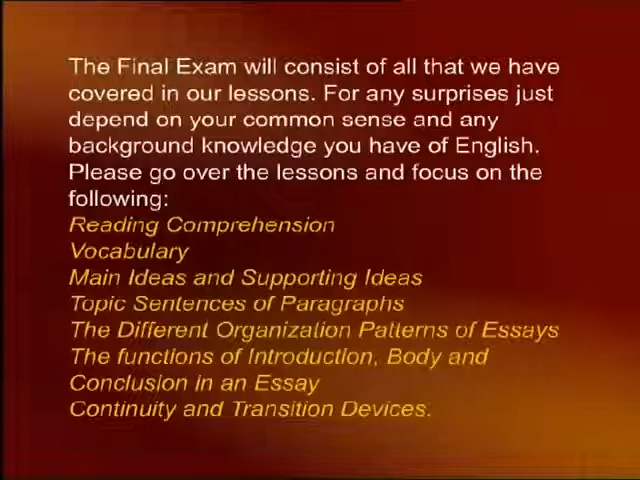 The Final Exam will consist of all that we have
covered in our lessons. For any surprises just
depend on your common sense and any
background knowledge you have of English.
Please go over the lessons and focus on the
following:
Reading Comprehension
Vocabulary
Main Ideas and Supporting Ideas
Topic Sentences of Paragraphs
The Different Organization Patterns of Essays
The functions of Introduction, Body and
Conclusion in an Essay
Continuity and Transition Devices.